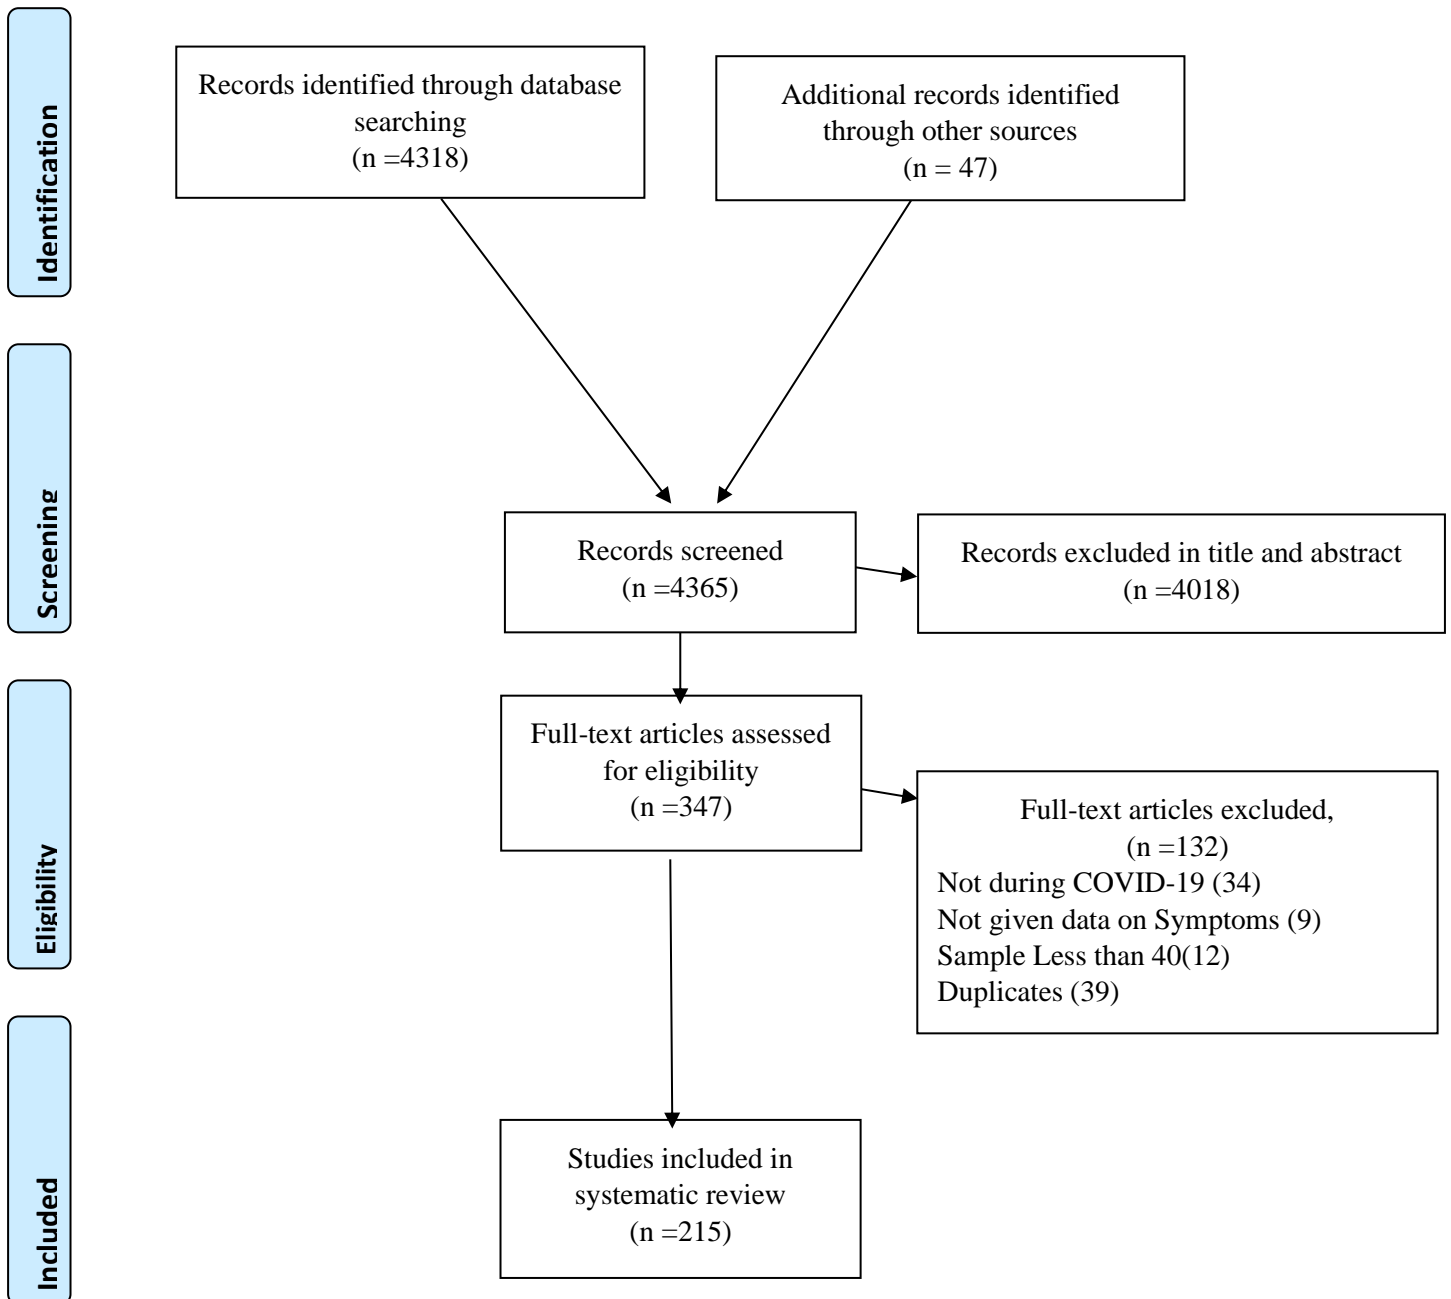 Identification
Records identified through database
searching
(n =4318)
Additional records identified
through other sources
(n = 47)
Screening
Records screened
(n =4365)
Records excluded in title and abstract
(n =4018)
Eligibility
Full-text articles assessed
for eligibility
(n =347)
Full-text articles excluded,
(n =132)
Not during COVID-19 (34)
Not given data on Symptoms (9)
Sample Less than 40(12)
Duplicates (39)
Included
Studies included in
systematic review
(n =215)